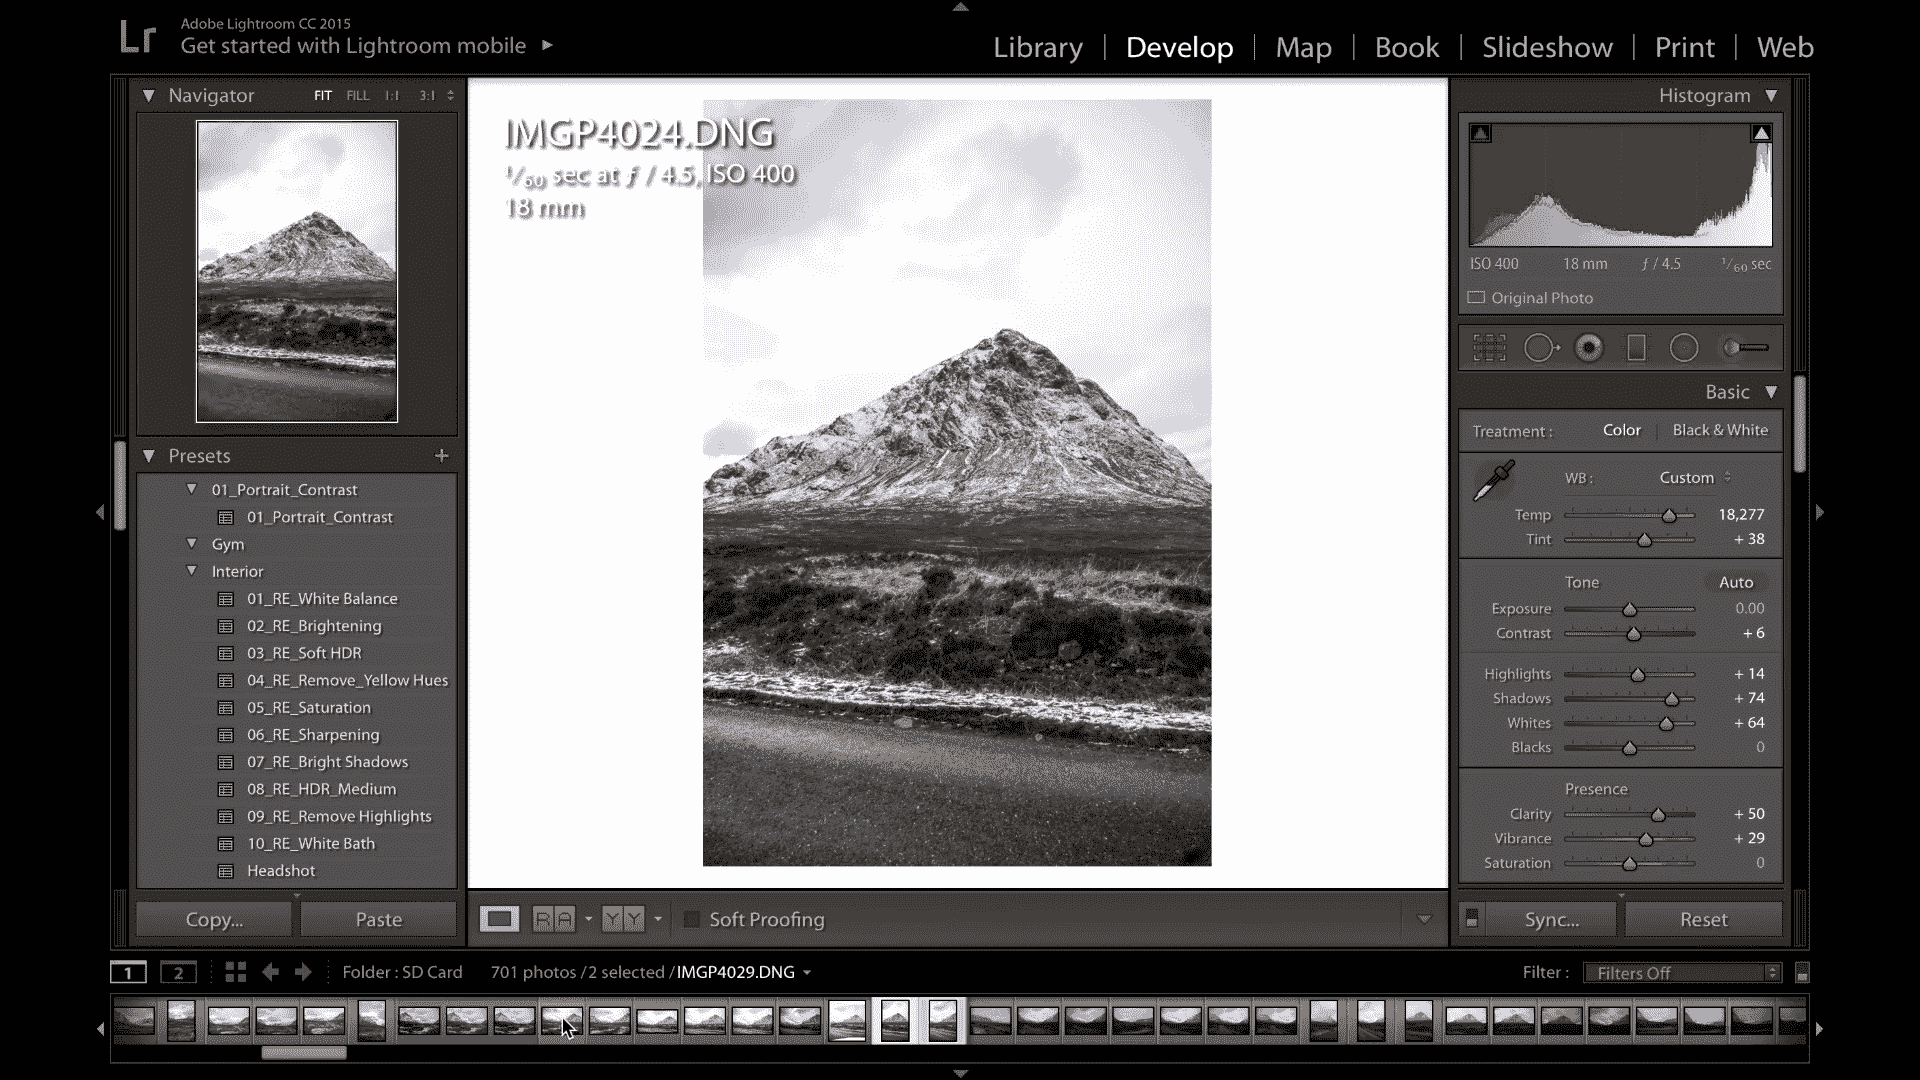 Lr
Adobe Lightroom CC 2015
Get started with Lightroom mobile
Library | Develop | Map | Book | Slideshow | Print | Web
Navigator FIT FILL 1:1 3:1
Presets +
01_Portrait_Contrast
01_Portrait_Contrast
Gym
Interior
01_RE_White Balance
02_RE_Brightening
03_RE_Soft HDR
04_RE_Remove_Yellow Hues
05_RE_Saturation
06_RE_Sharpening
07_RE_Bright Shadows
08_RE_HDR_Medium
09_RE_Remove Highlights
10_RE_White Bath
Headshot
Copy... Paste
IMGP4024.DNG
1/60 sec at ƒ / 4.5, ISO 400
18 mm
R A Y Y Soft Proofing
Histogram
ISO 400 18 mm ƒ / 4.5 1/60 sec
Original Photo
Basic
Treatment : Color | Black & White
WB : Custom
Temp 18,277
Tint + 38
Tone Auto
Exposure 0.00
Contrast + 6
Highlights + 14
Shadows + 74
Whites + 64
Blacks 0
Presence
Clarity + 50
Vibrance + 29
Saturation 0
Sync... Reset
1 2 Folder : SD Card 701 photos / 2 selected / IMGP4029.DNG Filter : Filters Off